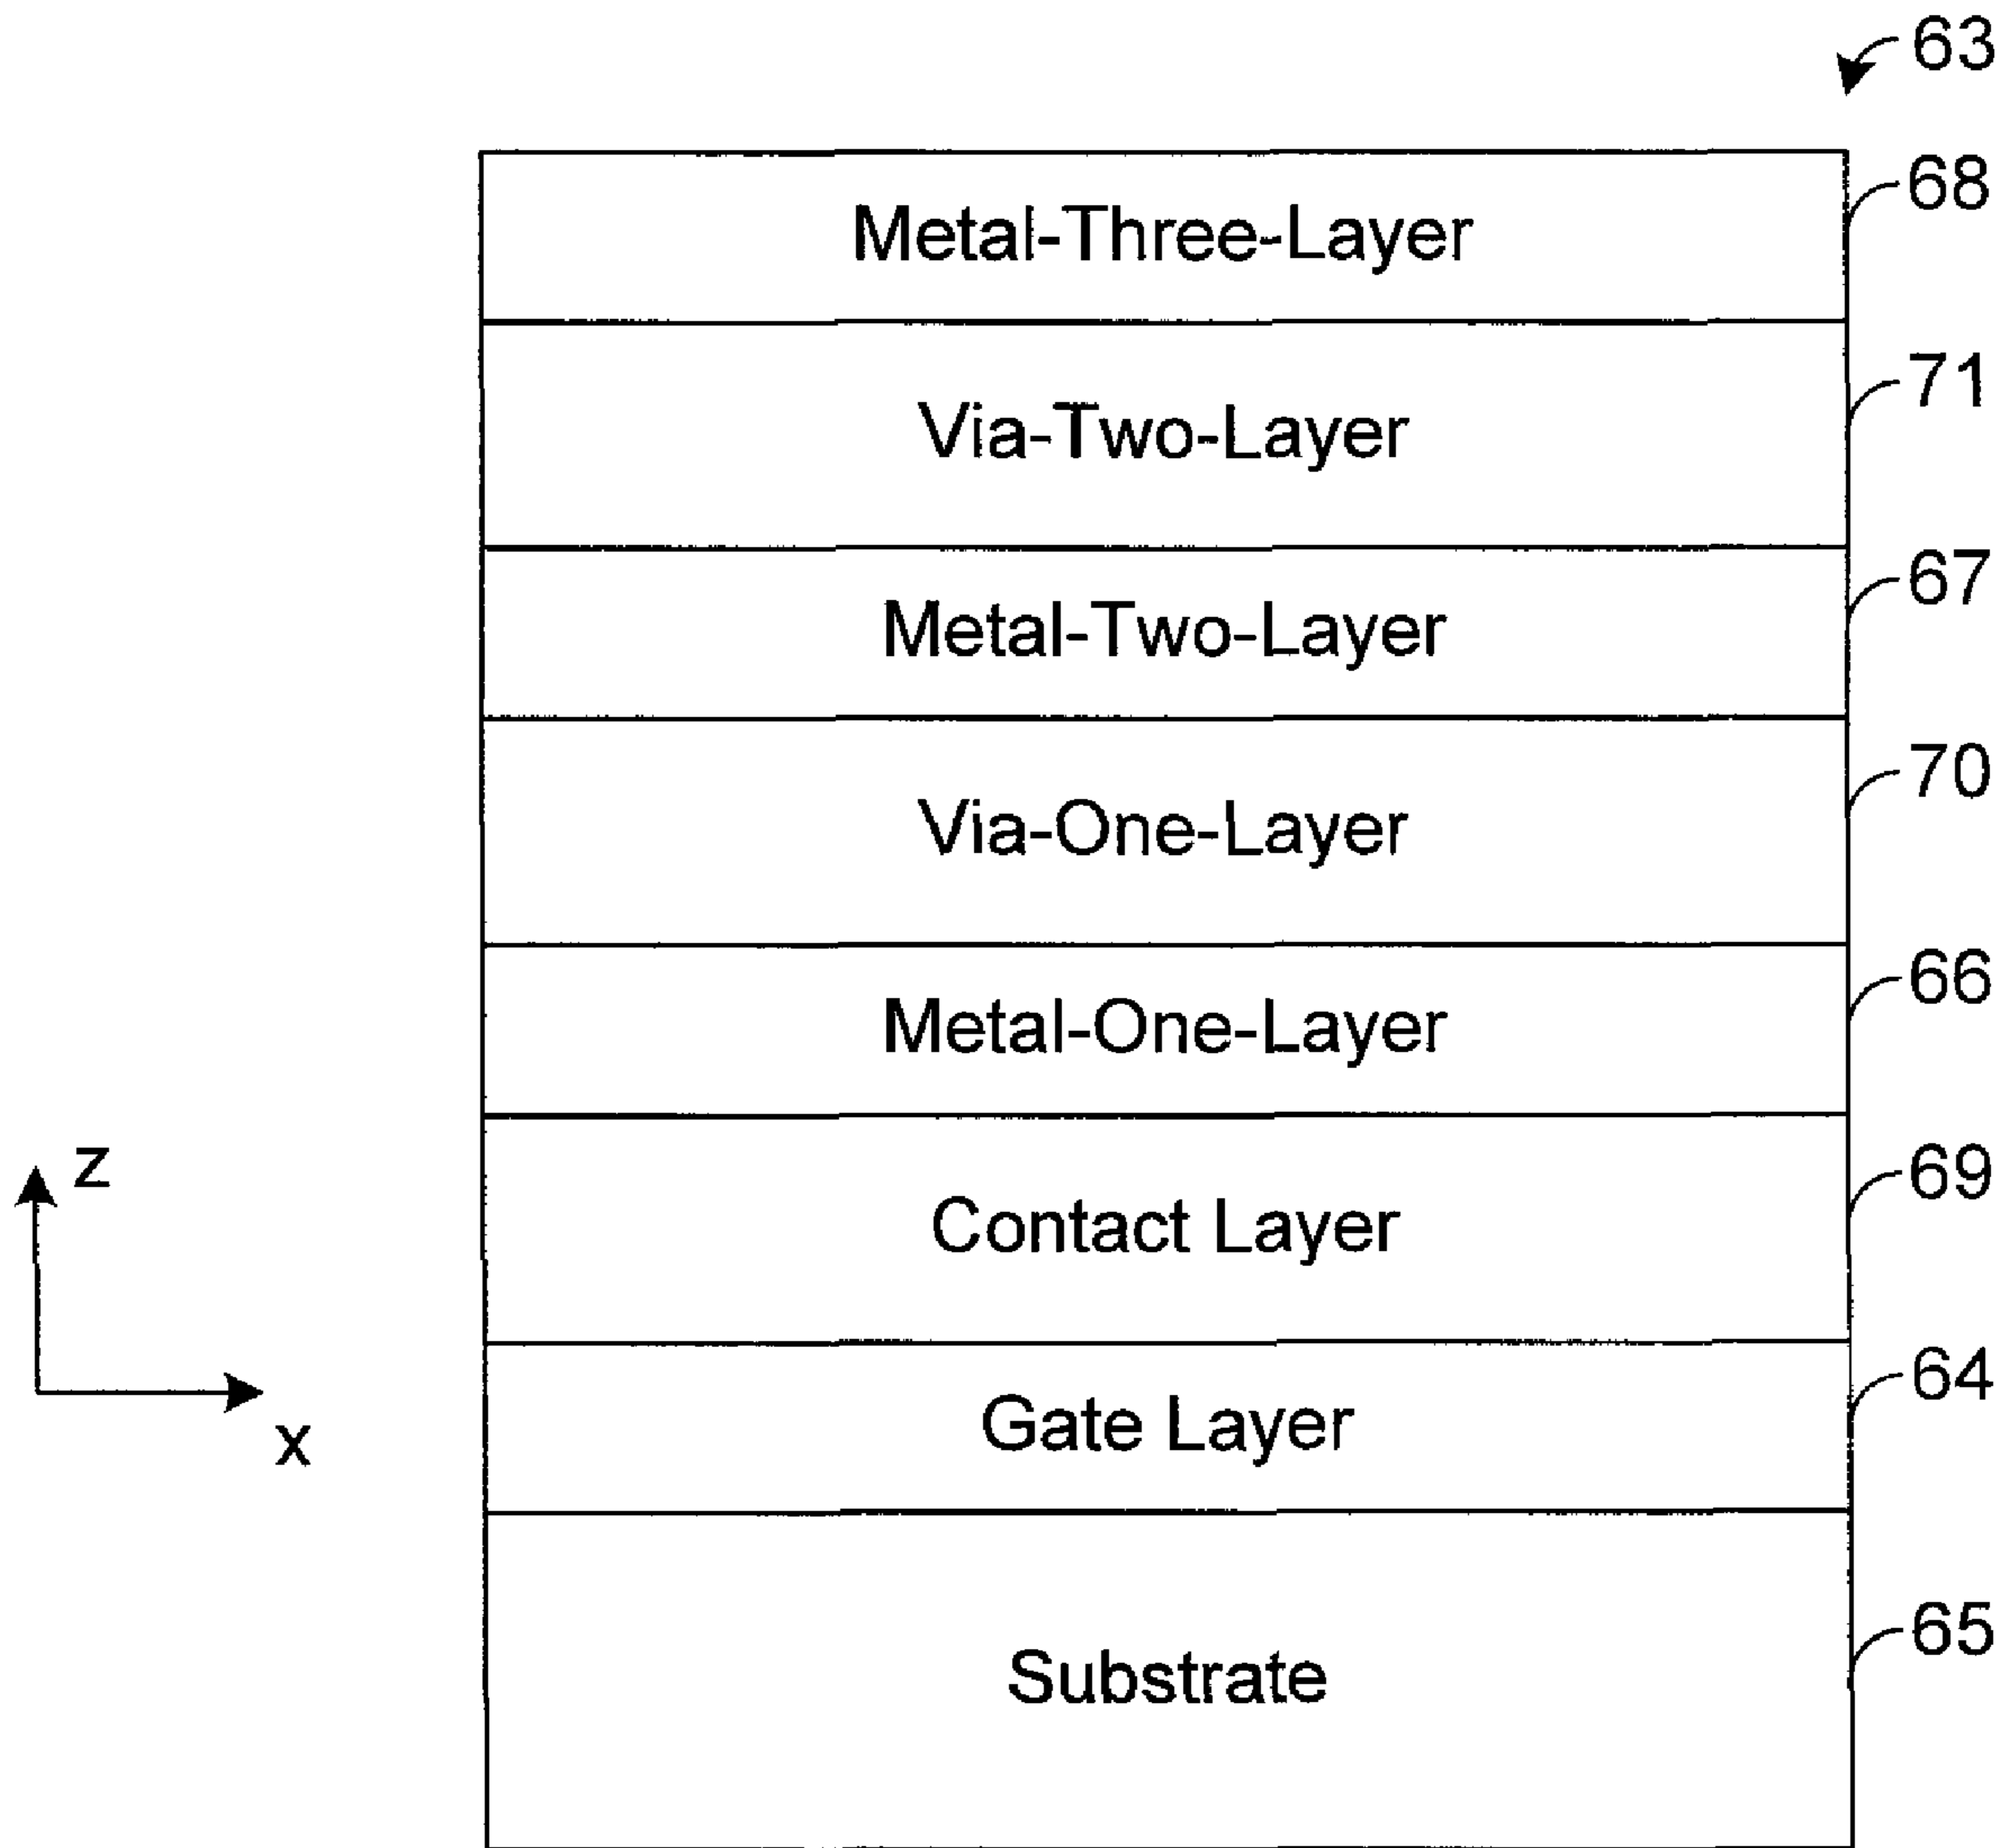 63
Metal-Three-Layer 68
Via-Two-Layer 71
Metal-Two-Layer 67
Via-One-Layer 70
Metal-One-Layer 66
Contact Layer 69
Gate Layer 64
Substrate 65
z
x